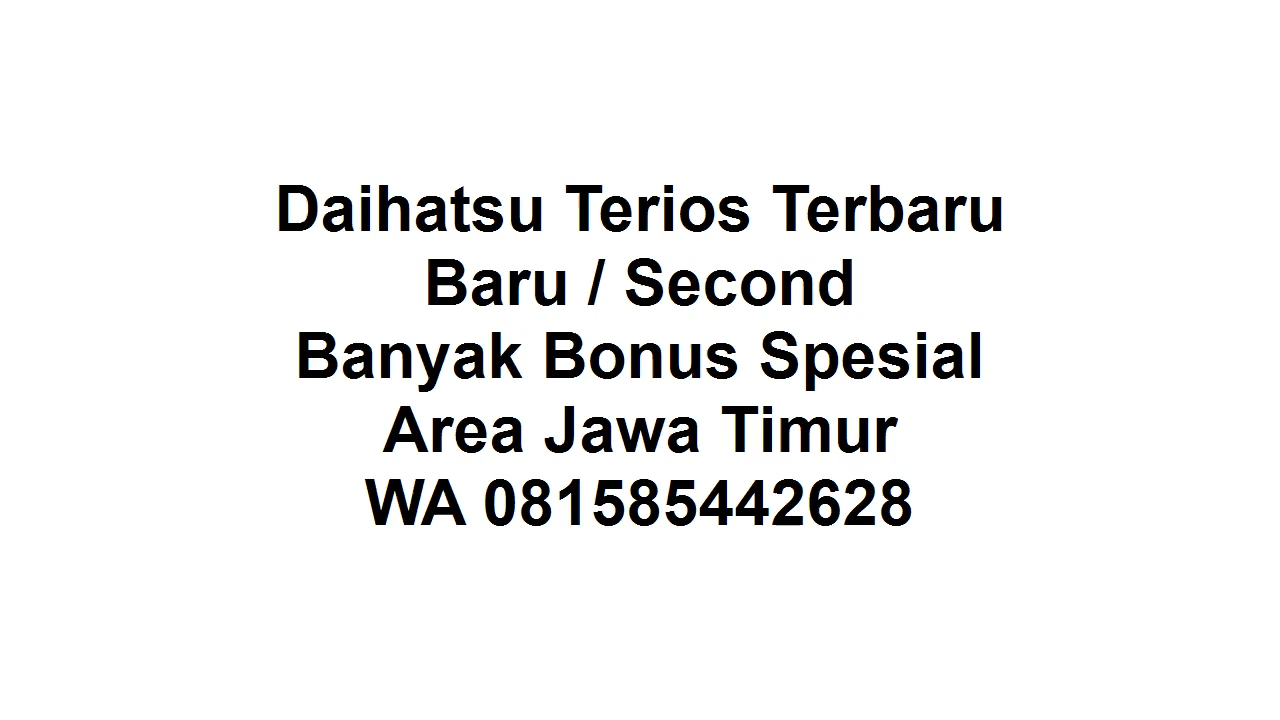 Daihatsu Terios Terbaru
Baru / Second
Banyak Bonus Spesial
Area Jawa Timur
WA 081585442628